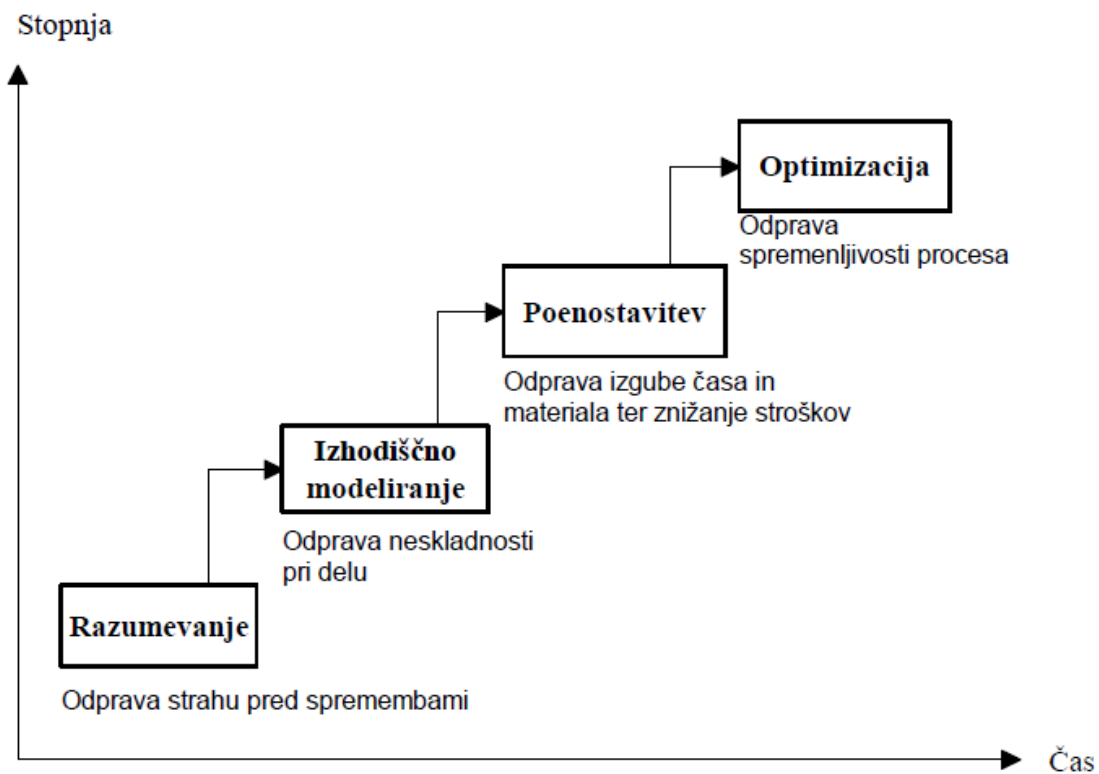 Stopnja
Optimizacija
Odprava
spremenljivosti procesa
Poenostavitev
Odprava izgube časa in
materiala ter znižanje stroškov
Izhodiščno
modeliranje
Odprava neskladnosti
pri delu
Razumevanje
Odprava strahu pred spremembami
Čas